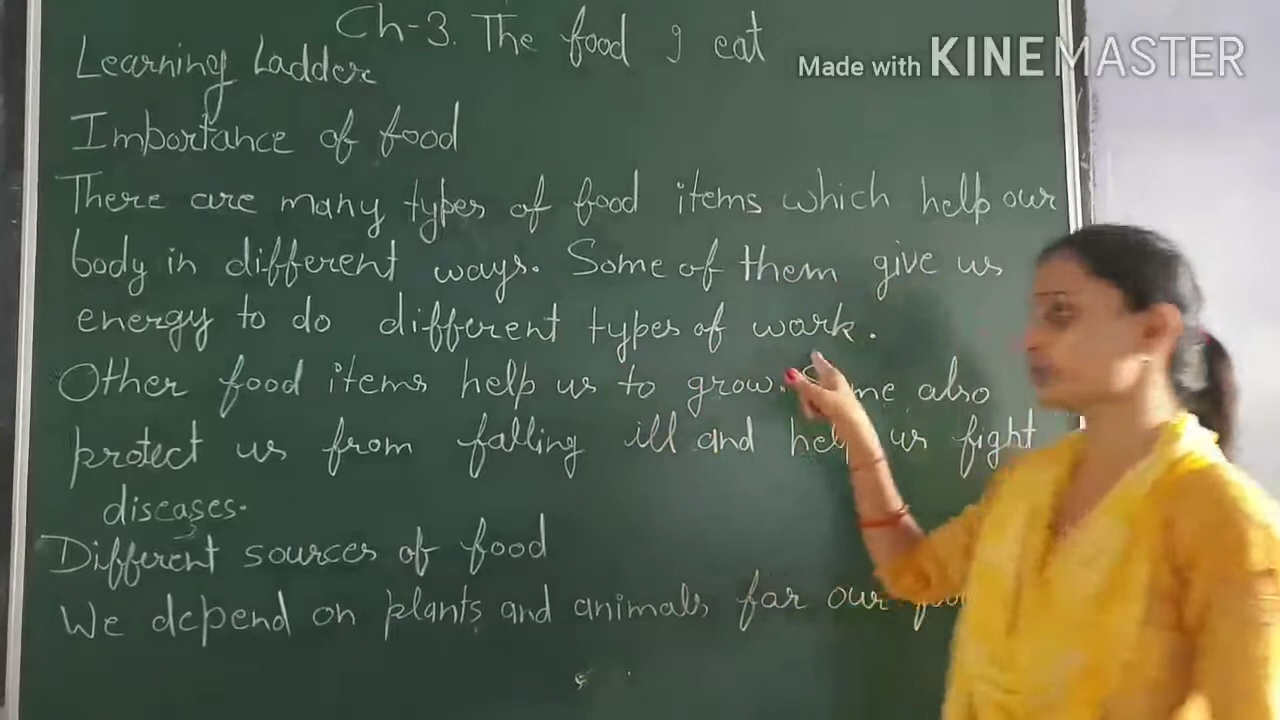 Ch-3. The food I eat
Made with KINEMASTER
Learning Ladder
Importance of food
There are many types of food items which help our
body in different ways. Some of them give us
energy to do different types of work.
Other food items help us to grow. Some also
protect us from falling ill and help us fight
diseases.
Different sources of food
We depend on plants and animals for our